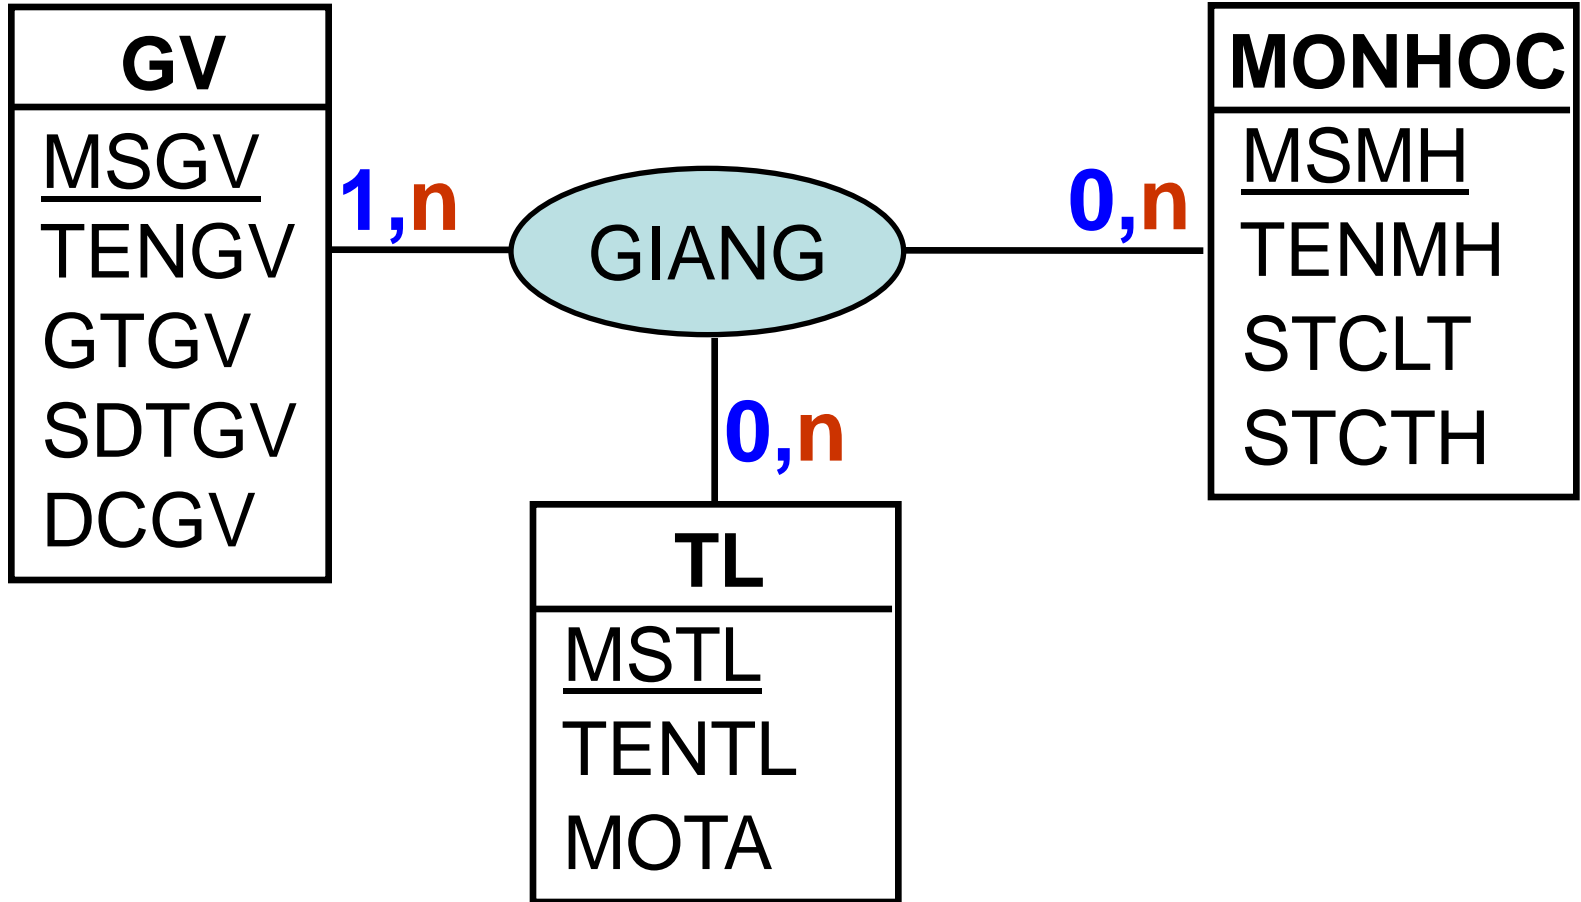 GV
MSGV
TENGV
GTGV
SDTGV
DCGV
1,n
GIANG
0,n
MONHOC
MSMH
TENMH
STCLT
STCTH
0,n
TL
MSTL
TENTL
MOTA